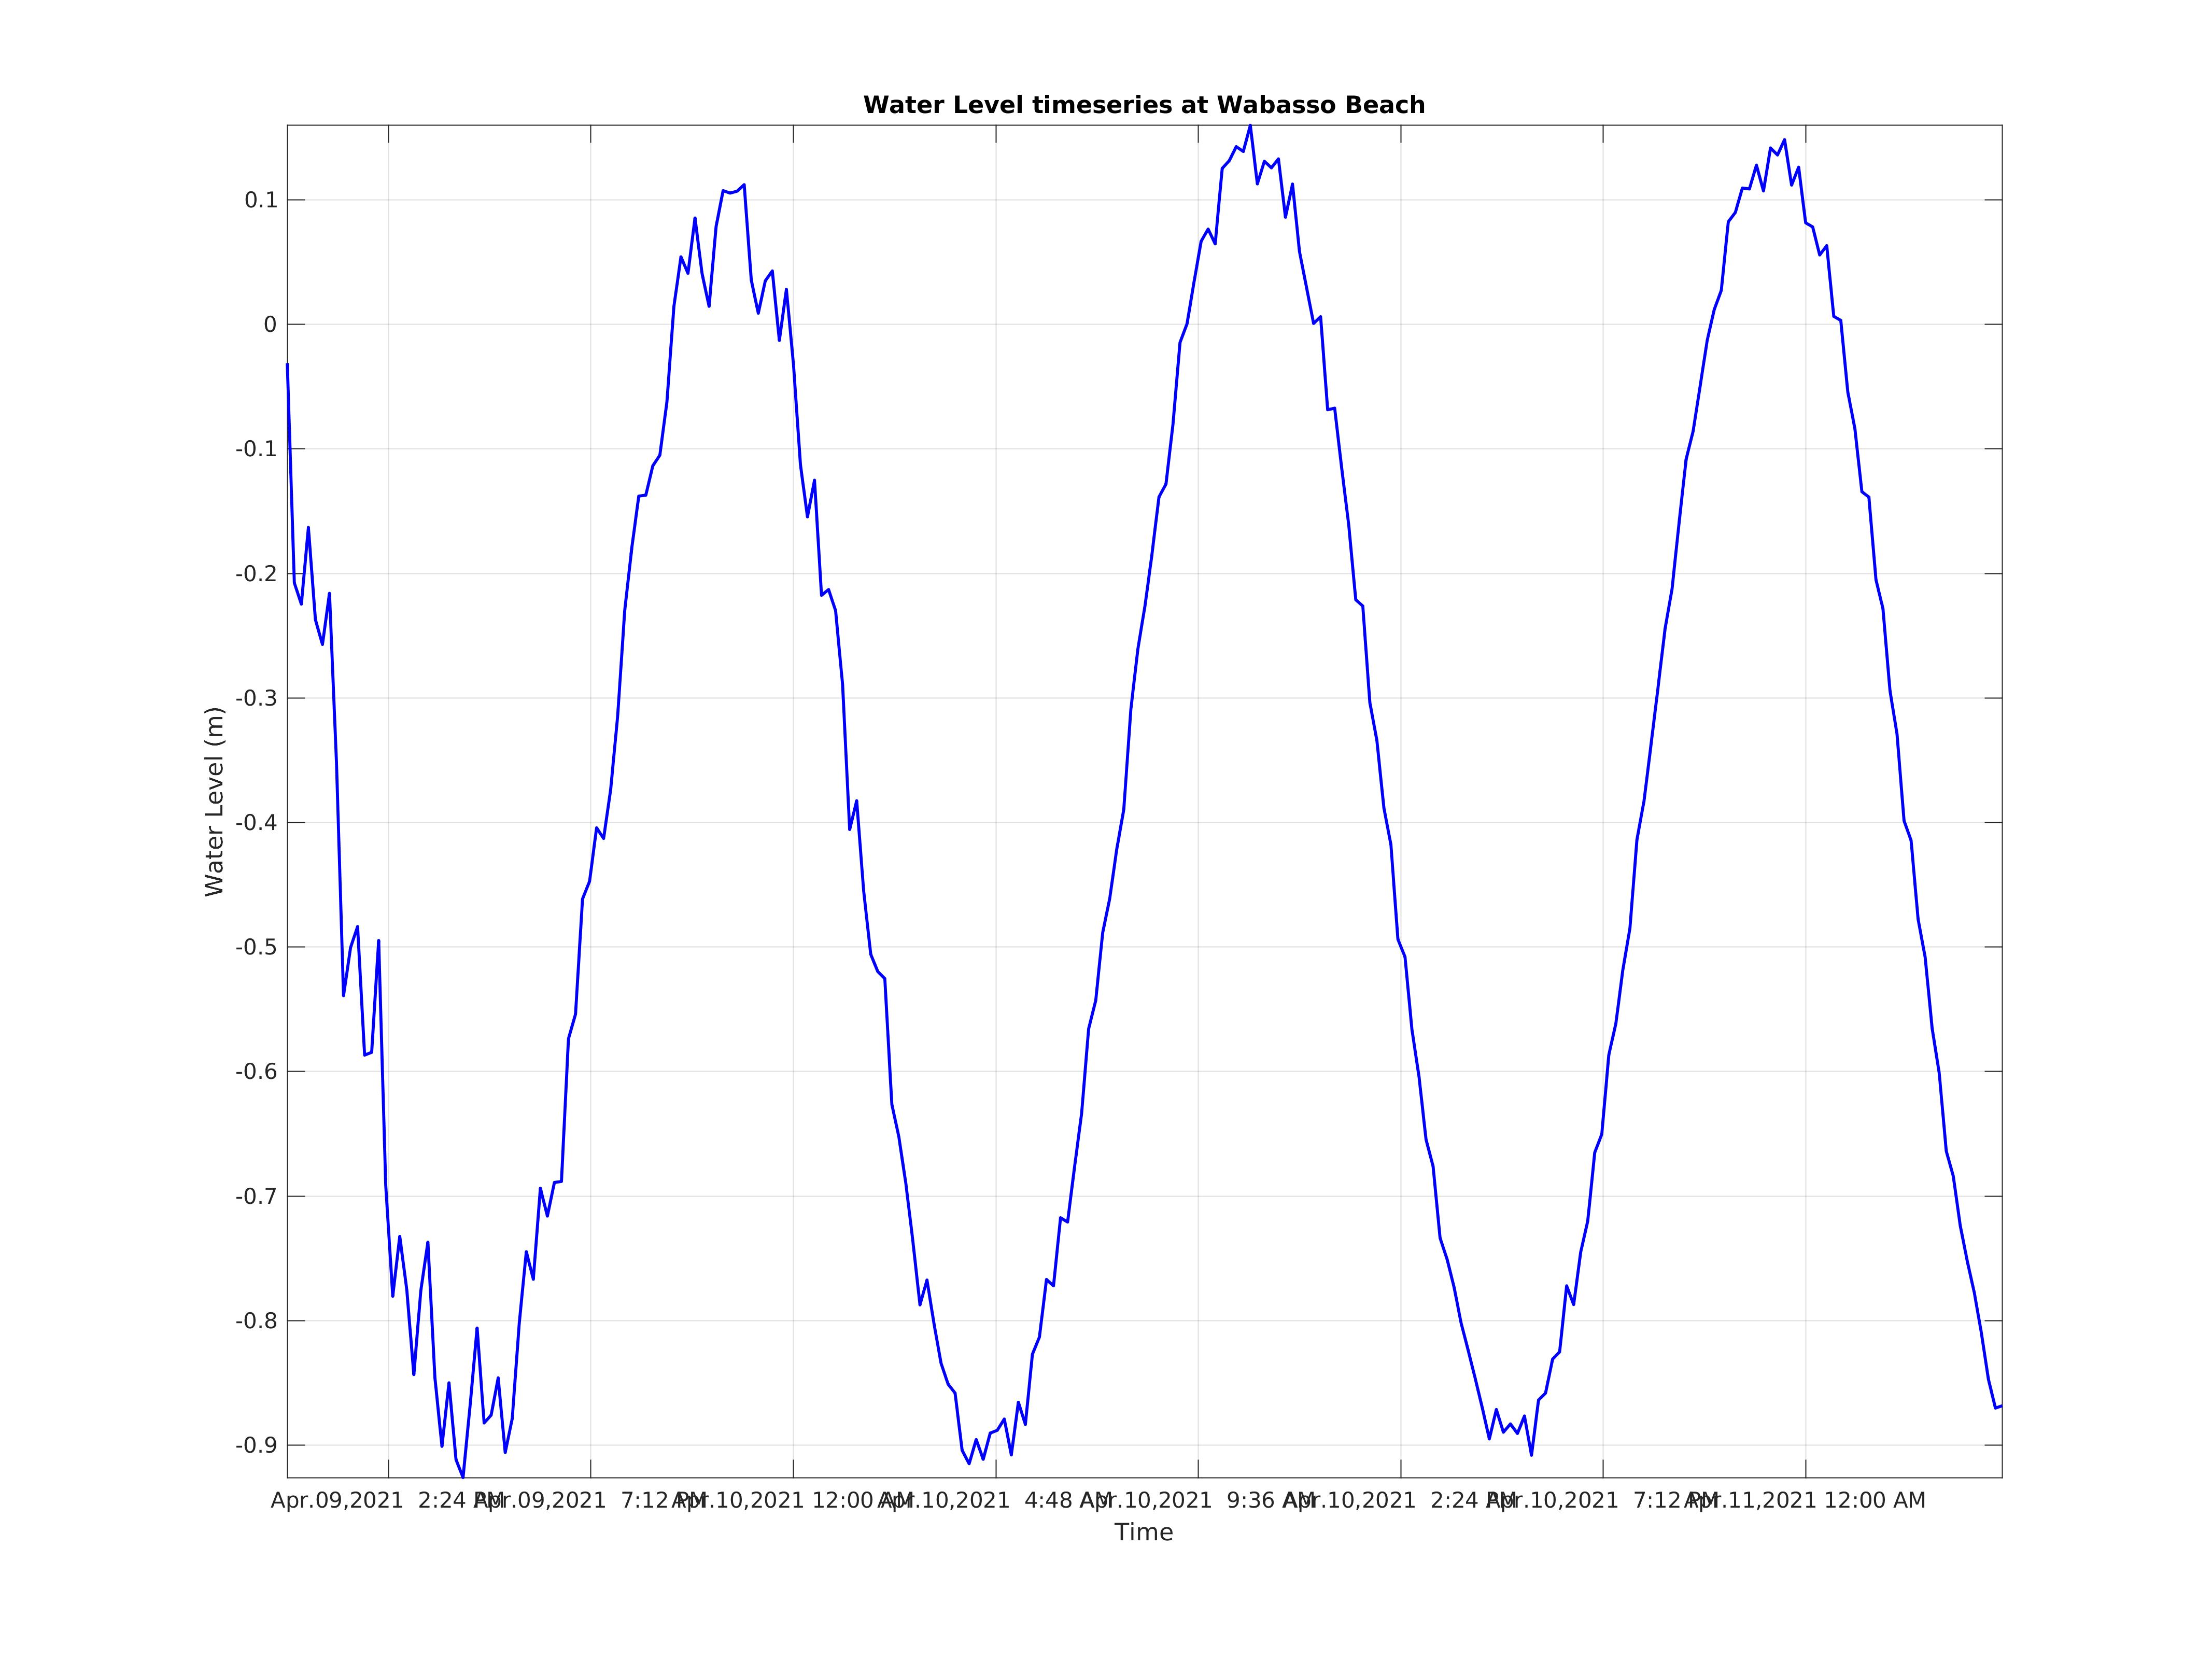 Water Level timeseries at Wabasso Beach
0.1
0
-0.1
-0.2
-0.3
-0.4
-0.5
-0.6
-0.7
-0.8
-0.9
Water Level (m)
Apr.09,2021 2:24 PM
Apr.09,2021 7:12 PM
Apr.10,2021 12:00 AM
Apr.10,2021 4:48 AM
Apr.10,2021 9:36 AM
Apr.10,2021 2:24 PM
Apr.10,2021 7:12 PM
Apr.11,2021 12:00 AM
Time